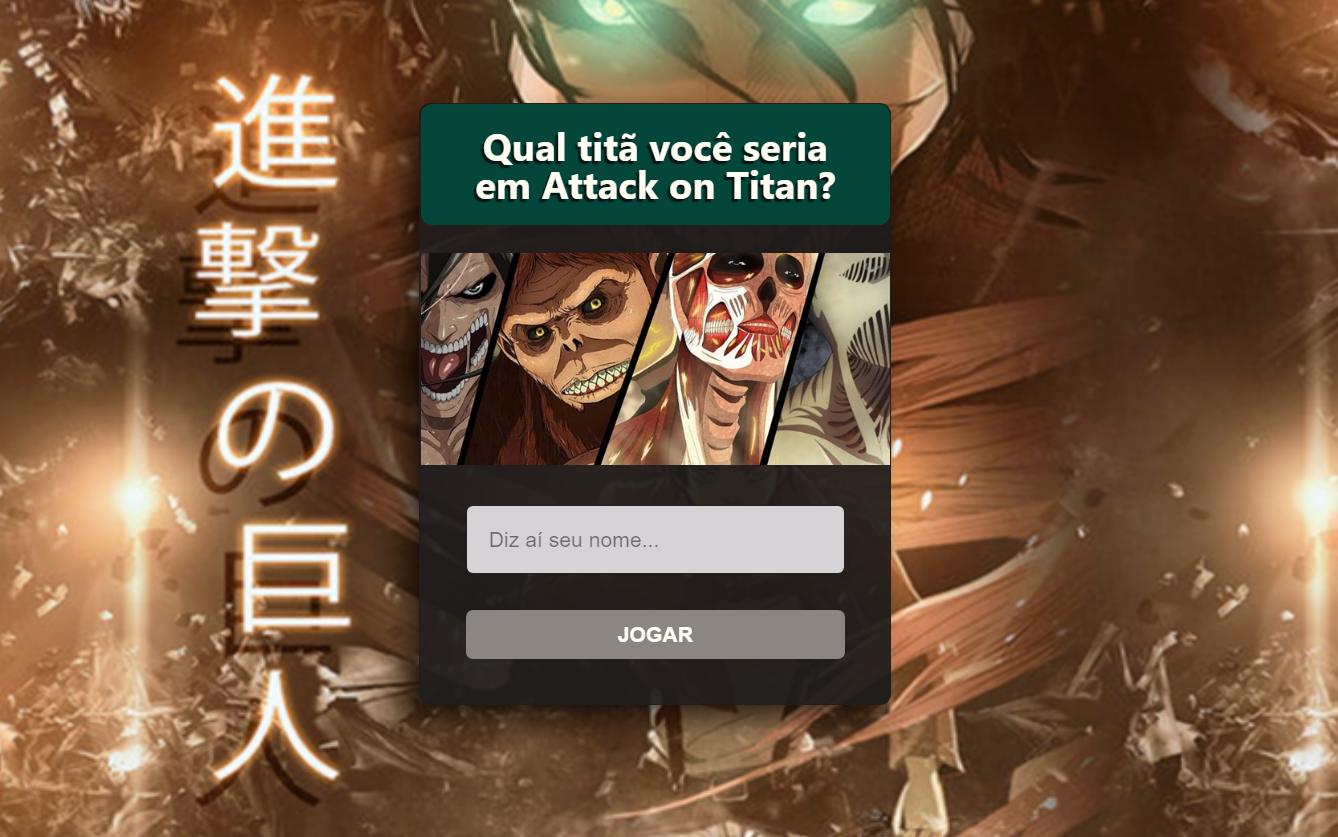 進撃の巨人
Qual titã você seria
em Attack on Titan?
Diz aí seu nome...
JOGAR